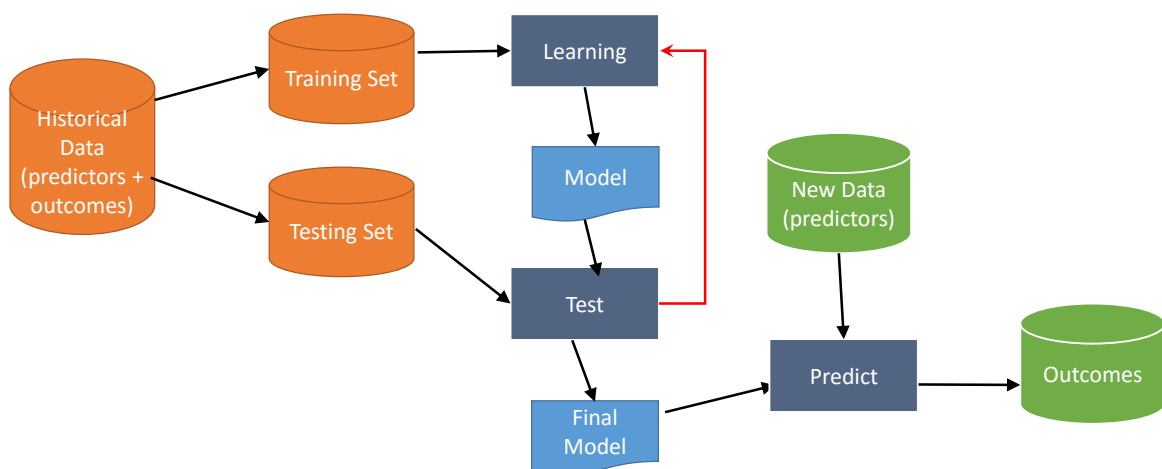 Historical
Data
(predictors +
outcomes)
Training Set
Testing Set
Learning
Model
Test
Final
Model
New Data
(predictors)
Predict
Outcomes